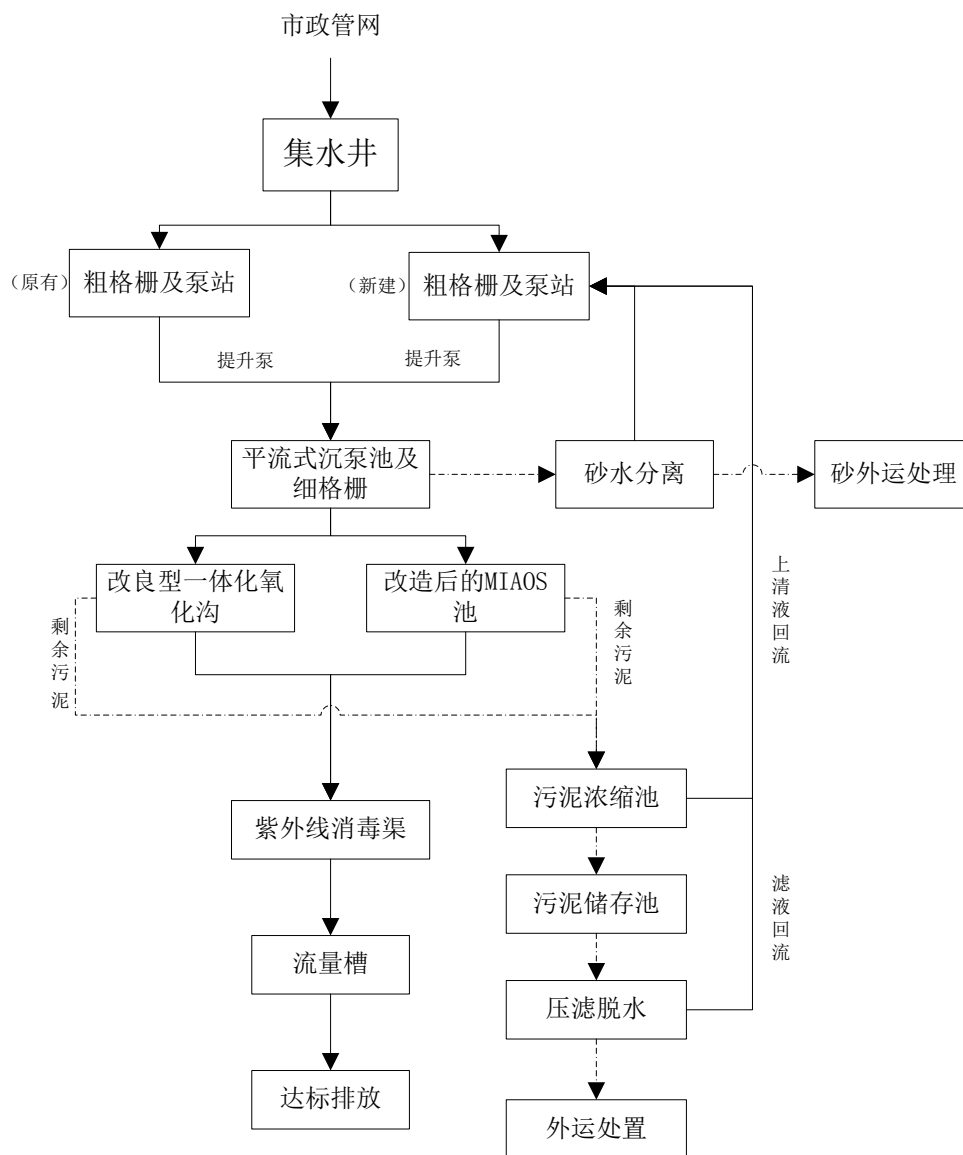 市政管网
集水井
（原有）
粗格栅及泵站
（新建）
粗格栅及泵站
提升泵
提升泵
平流式沉泵池及
细格栅
砂水分离
砂外运处理
改良型一体化氧
化沟
改造后的MIAOS
池
剩余污泥
剩余污泥
上清液回流
污泥浓缩池
紫外线消毒渠
污泥储存池
滤液回流
流量槽
压滤脱水
达标排放
外运处置